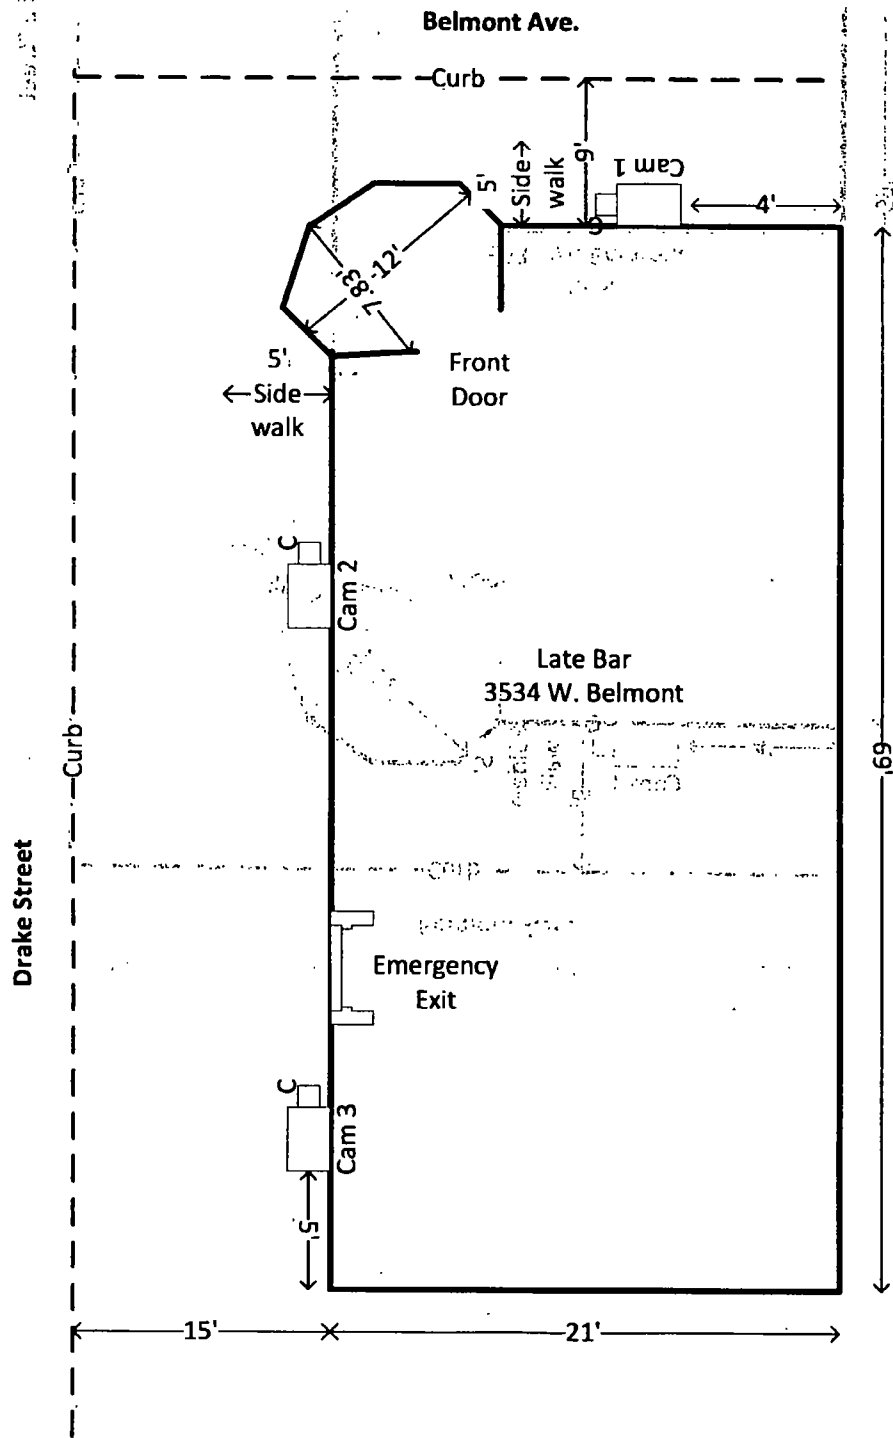 Belmont Ave.
Curb
5'
Side
walk
9'
Cam 1
4'
12'
7.83'
5'
Side
walk
Front
Door
C
Cam 2
Late Bar
3534 W. Belmont
Curb
69'
Drake Street
Emergency
Exit
C
Cam 3
5'
15'
21'